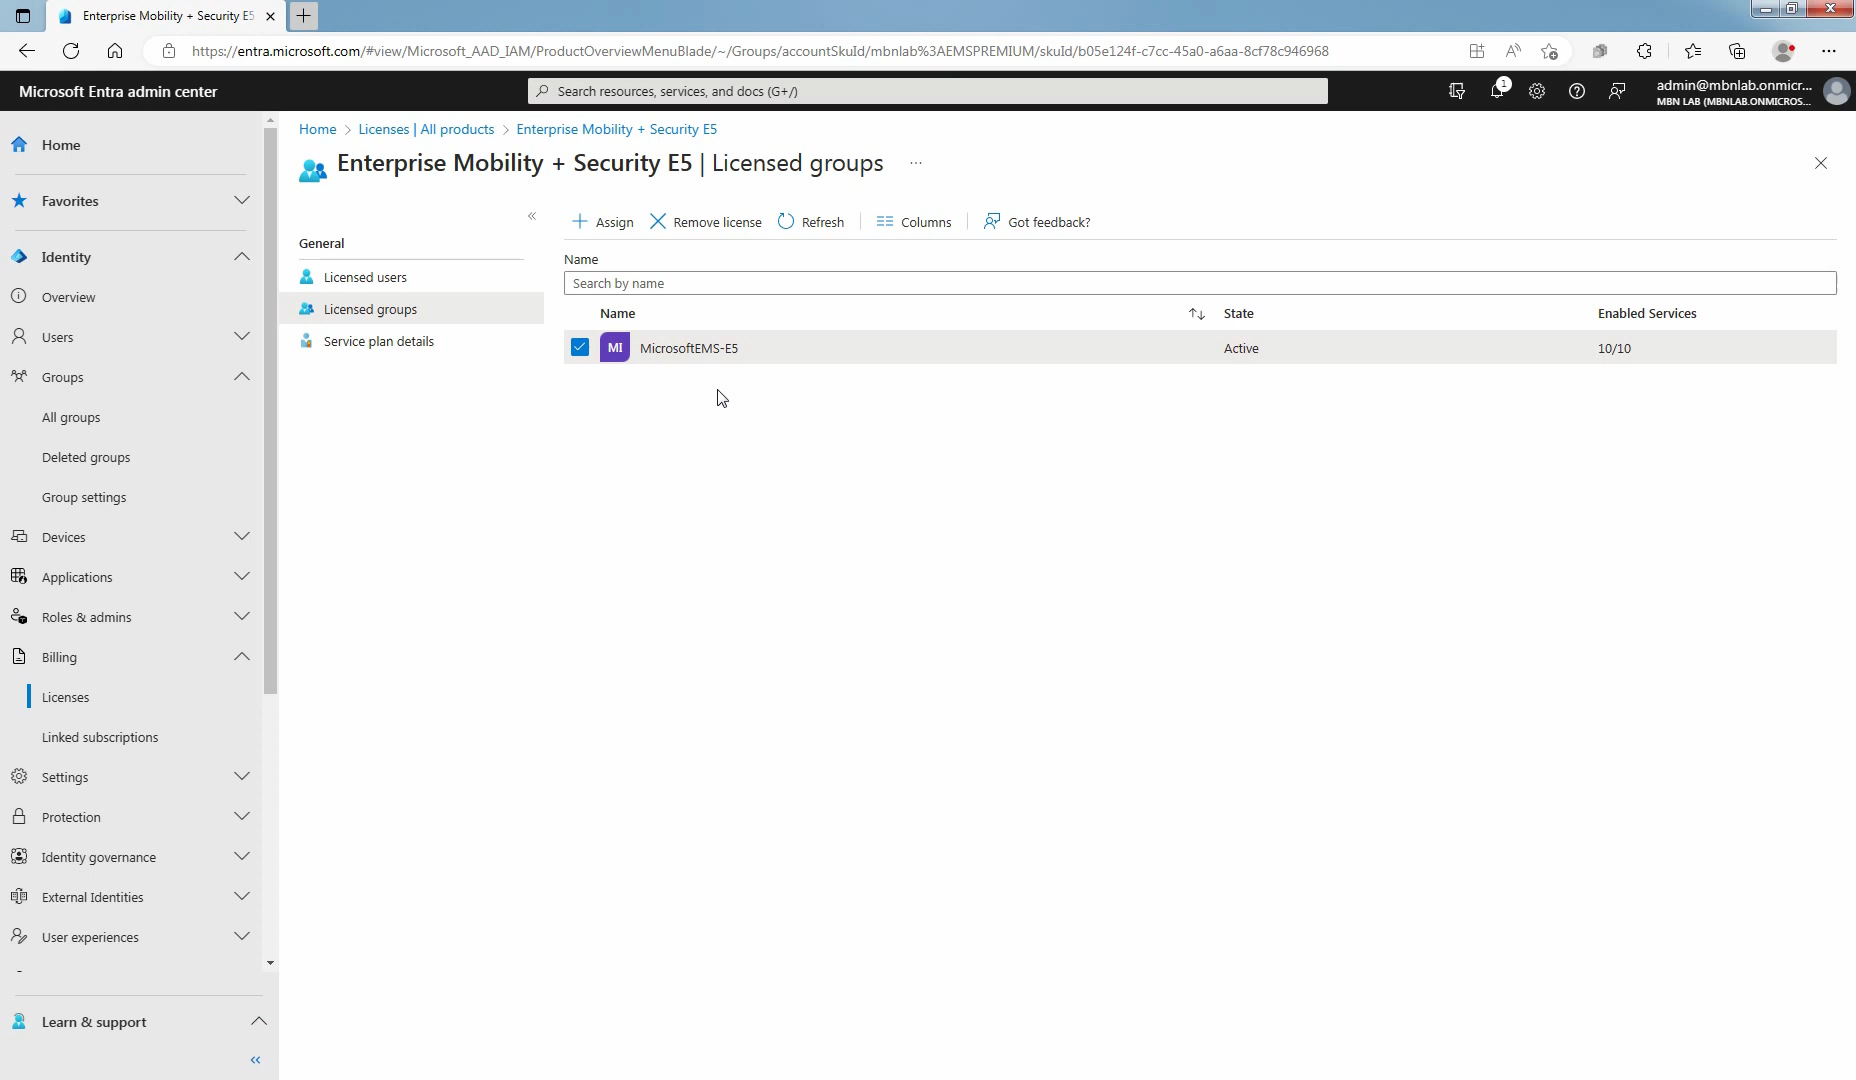 Enterprise Mobility + Security E5
https://entra.microsoft.com/#view/Microsoft_AAD_IAM/ProductOverviewMenuBlade/~/Groups/accountSkuId/mbnlab%3AEMSPREMIUM/skuId/b05e124f-c7cc-45a0-a6aa-8cf78c946968
Microsoft Entra admin center
Search resources, services, and docs (G+/)
1
admin@mbnlab.onmicr...
MBN LAB (MBNLAB.ONMICROS...
Home
Favorites
Identity
Overview
Users
Groups
All groups
Deleted groups
Group settings
Devices
Applications
Roles & admins
Billing
Licenses
Linked subscriptions
Settings
Protection
Identity governance
External Identities
User experiences
Learn & support
Home > Licenses | All products > Enterprise Mobility + Security E5
Enterprise Mobility + Security E5 | Licensed groups ...
General
Licensed users
Licensed groups
Service plan details
Assign Remove license Refresh Columns Got feedback?
Name
Search by name
Name State Enabled Services
MI MicrosoftEMS-E5 Active 10/10